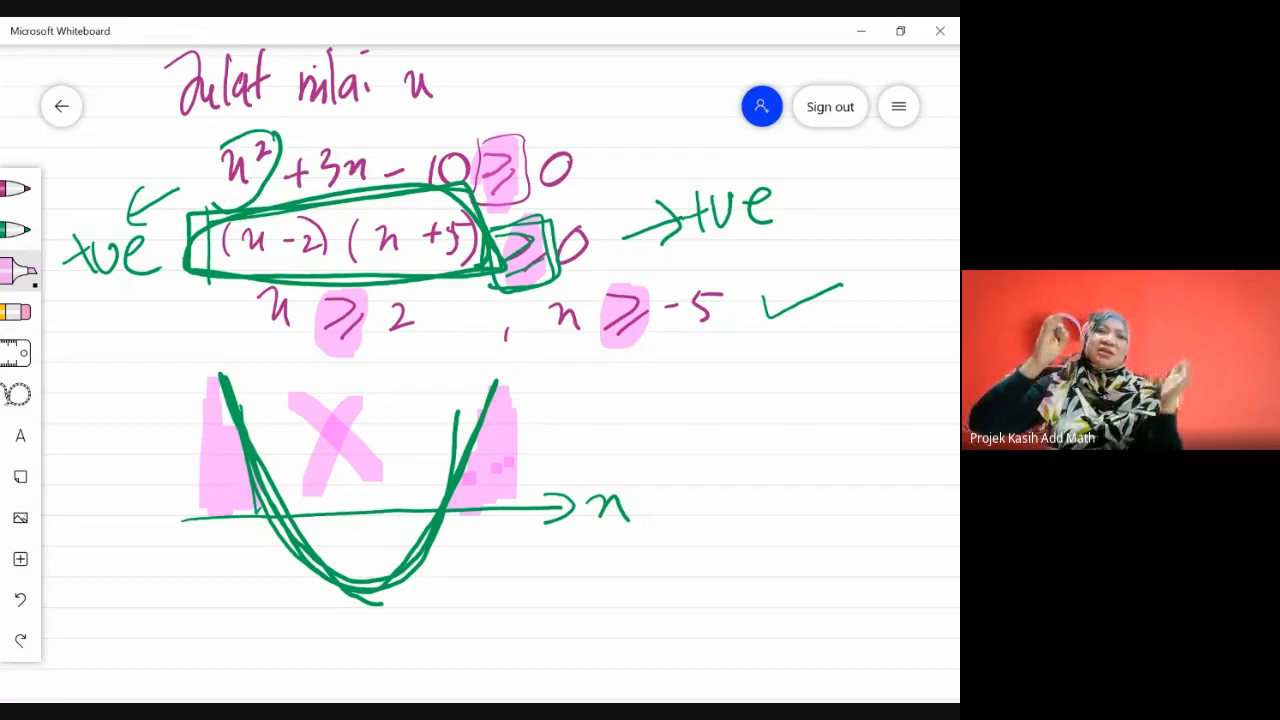 Microsoft Whiteboard
Julat nilai x
Sign out
x² + 3x - 10 ≥ 0
+ve (x - 2) (x + 5) ≥ 0 → +ve
x ≥ 2 , x ≥ -5 ✓
X
x
A
Projek Kasih Add Math